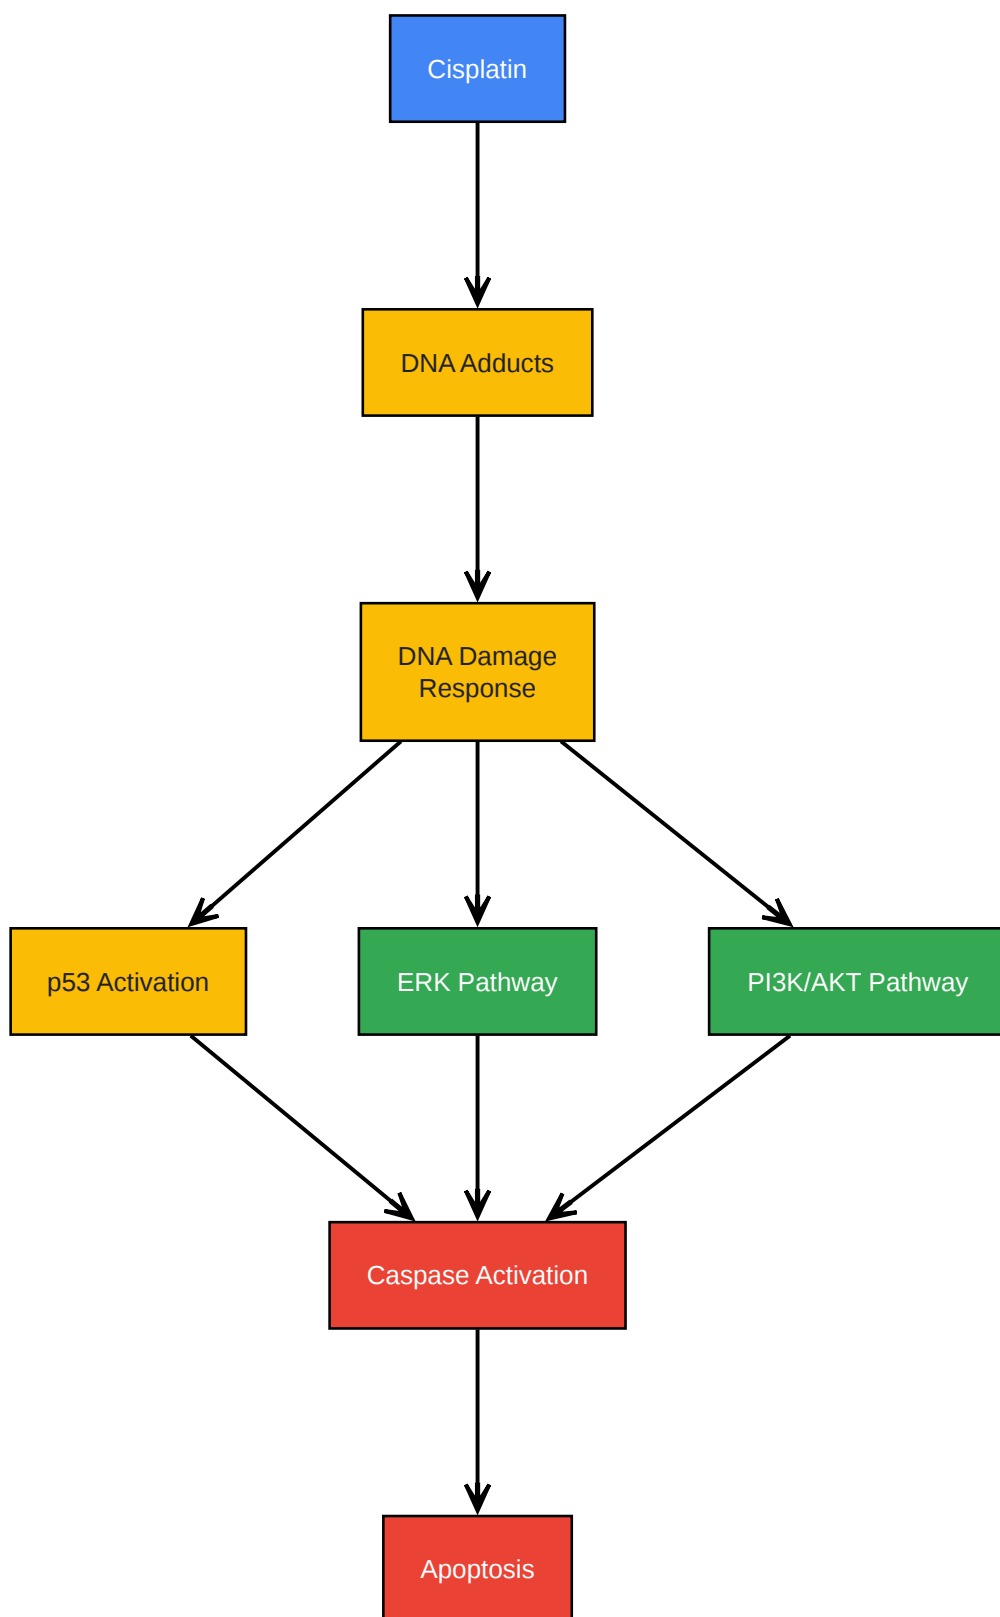 Cisplatin
DNA Adducts
DNA Damage
Response
p53 Activation
ERK Pathway
PI3K/AKT Pathway
Caspase Activation
Apoptosis